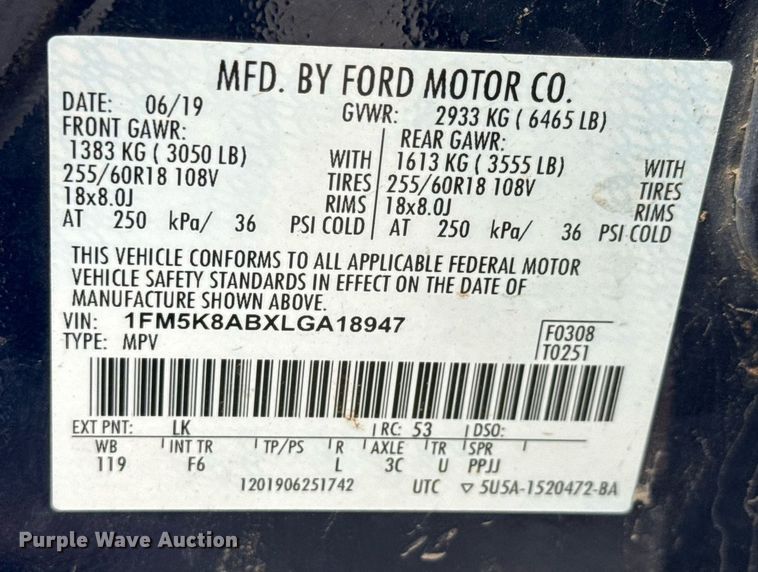 MFD. BY FORD MOTOR CO.
DATE: 06/19 GVWR: 2933 KG ( 6465 LB)
FRONT GAWR: REAR GAWR:
1383 KG ( 3050 LB) WITH 1613 KG ( 3555 LB) WITH
255/60R18 108V TIRES 255/60R18 108V TIRES
18x8.0J RIMS 18x8.0J RIMS
AT 250 kPa/ 36 PSI COLD AT 250 kPa/ 36 PSI COLD
THIS VEHICLE CONFORMS TO ALL APPLICABLE FEDERAL MOTOR
VEHICLE SAFETY STANDARDS IN EFFECT ON THE DATE OF
MANUFACTURE SHOWN ABOVE.
VIN: 1FM5K8ABXLGA18947 F0308
TYPE: MPV T0251
EXT PNT: LK RC: 53 DSO:
WB INT TR TP/PS R AXLE TR SPR
119 F6 L 3C U PPJJ
1201906251742 UTC ▽ 5U5A-1520472-BA
Purple Wave Auction